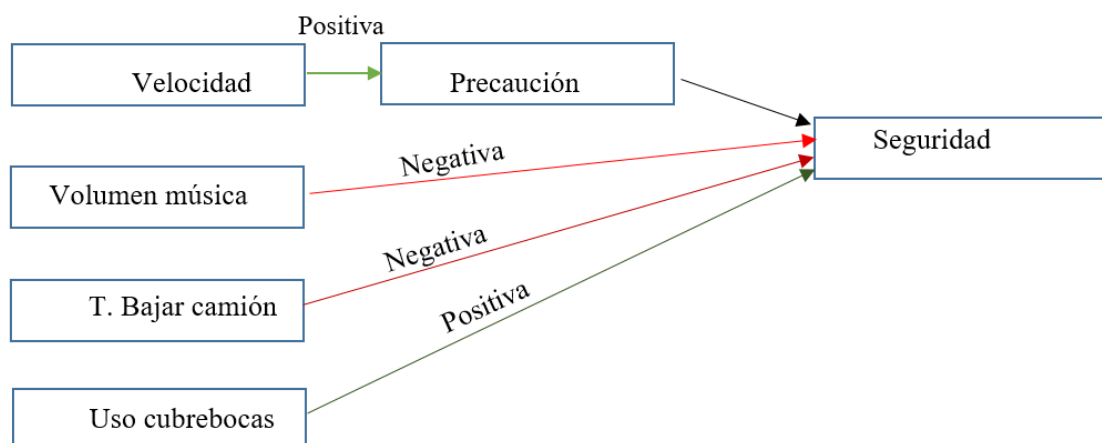 Positiva
Velocidad
Precaución
Seguridad
Negativa
Volumen música
Negativa
T. Bajar camión
Positiva
Uso cubrebocas